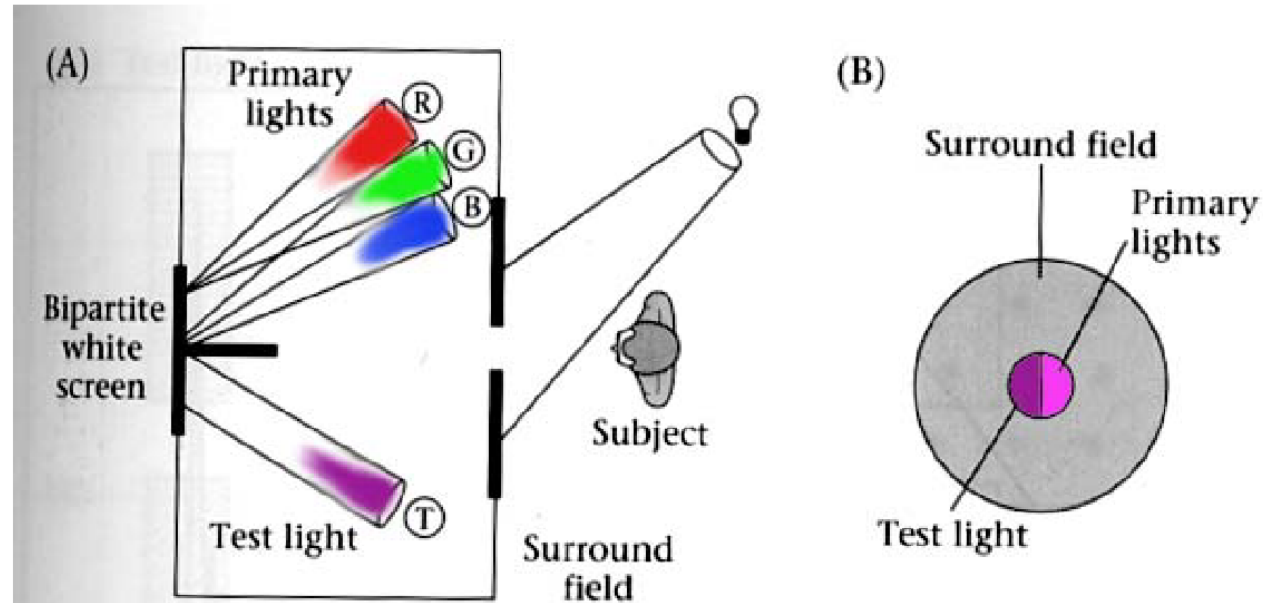 (A)
Primary
lights
R
G
B
Bipartite
white
screen
Subject
Test light
T
Surround
field
(B)
Surround field
Primary
lights
Test light